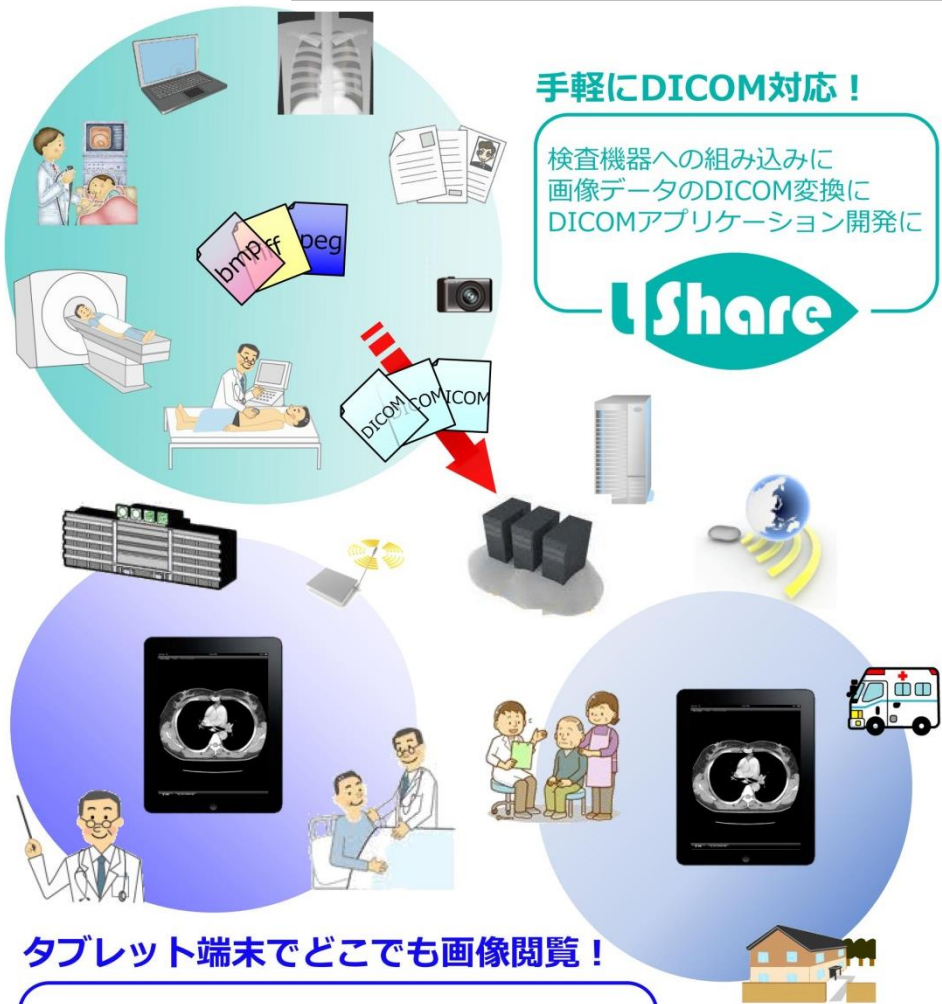 手軽にDICOM対応！
検査機器への組み込みに
画像データのDICOM変換に
DICOMアプリケーション開発に
Share
bmp
ff
peg
DICOM
ICOM
ICOM
タブレット端末でどこでも画像閲覧！